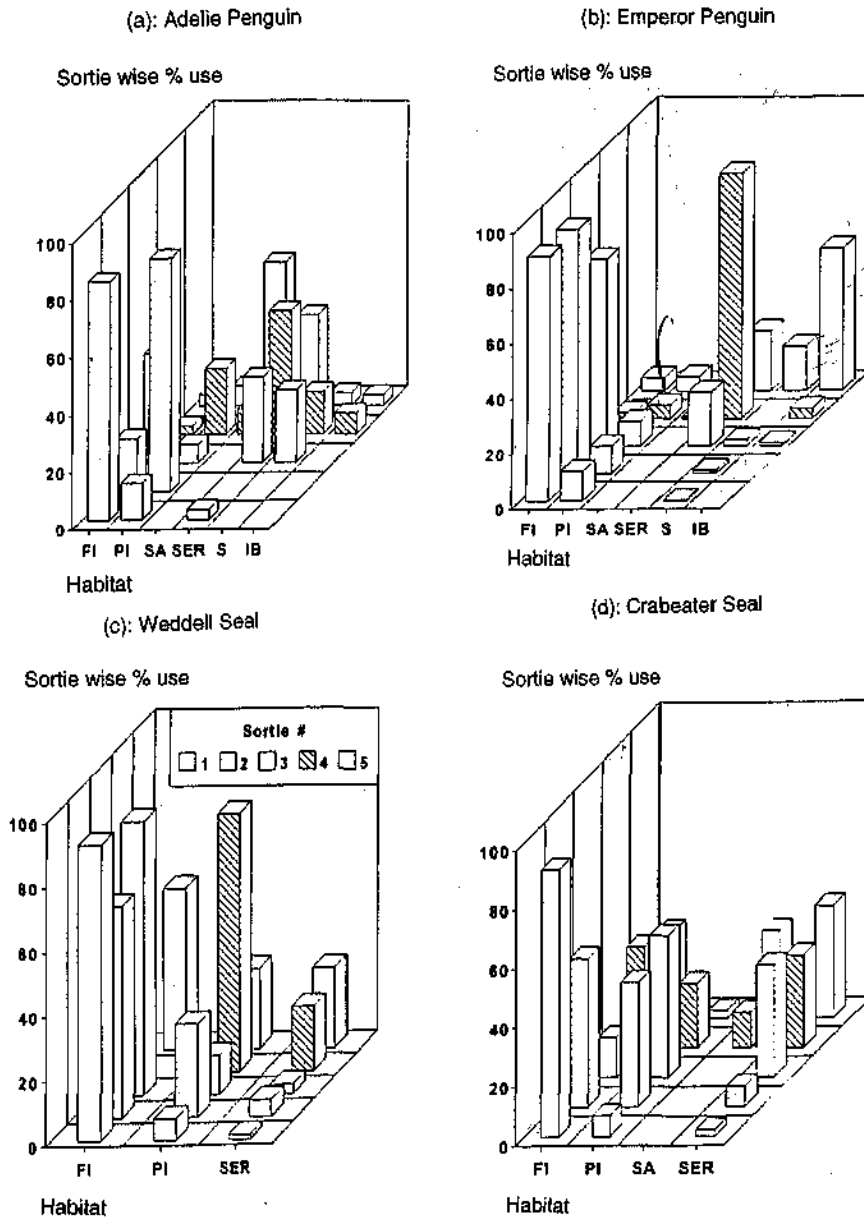 (a): Adelie Penguin
Sortie wise % use
100
80
60
40
20
0
FI PI SA SER S IB
Habitat
(b): Emperor Penguin
Sortie wise % use
100
80
60
40
20
0
FI PI SA SER S IB
Habitat
(c): Weddell Seal
Sortie wise % use
Sortie #
1 2 3 4 5
100
80
60
40
20
0
FI PI SER
Habitat
(d): Crabeater Seal
Sortie wise % use
100
80
60
40
20
0
FI PI SA SER
Habitat